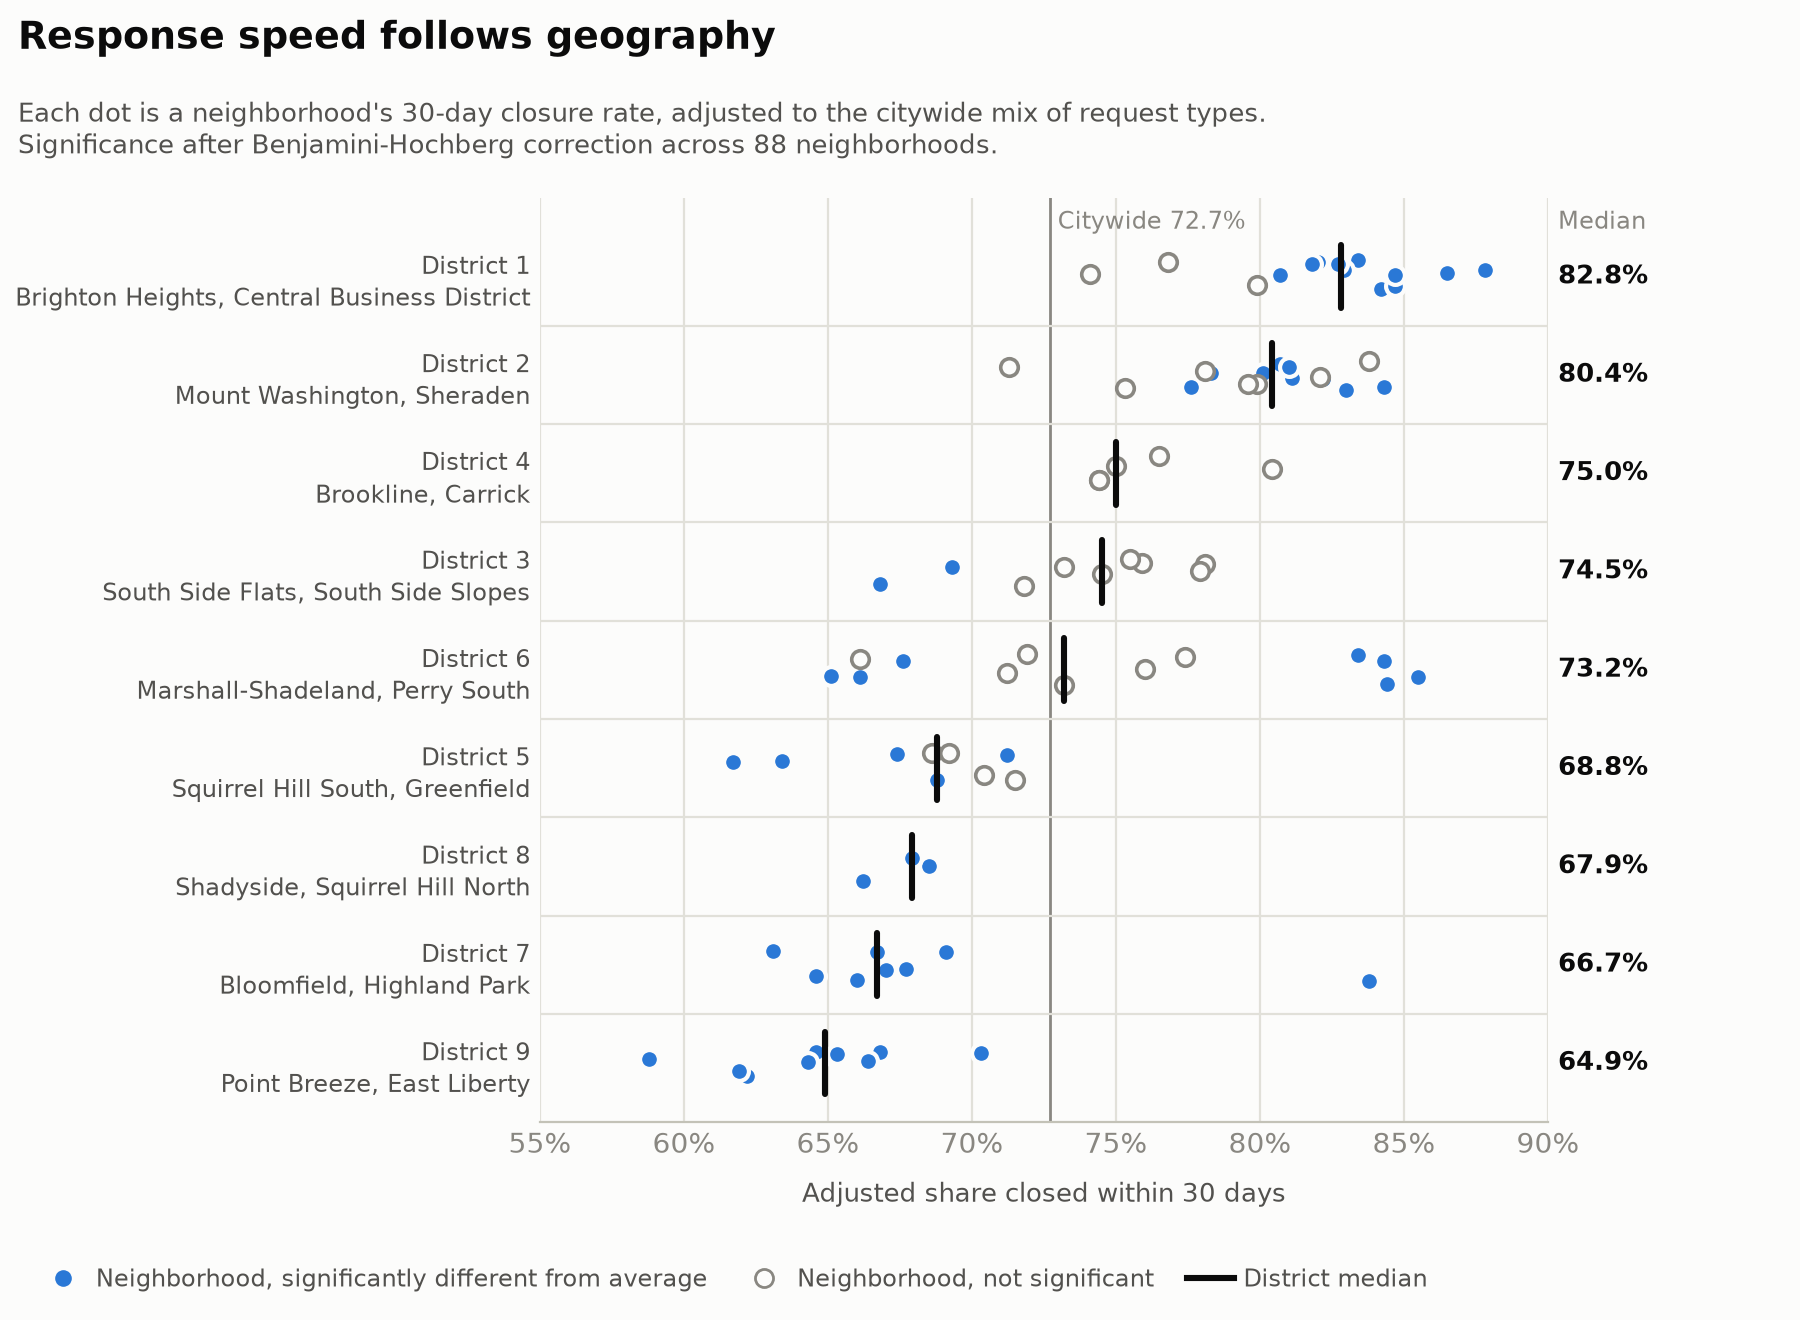 Response speed follows geography
Each dot is a neighborhood's 30-day closure rate, adjusted to the citywide mix of request types.
Significance after Benjamini-Hochberg correction across 88 neighborhoods.
Citywide 72.7%
Median
District 1
Brighton Heights, Central Business District
82.8%
District 2
Mount Washington, Sheraden
80.4%
District 4
Brookline, Carrick
75.0%
District 3
South Side Flats, South Side Slopes
74.5%
District 6
Marshall-Shadeland, Perry South
73.2%
District 5
Squirrel Hill South, Greenfield
68.8%
District 8
Shadyside, Squirrel Hill North
67.9%
District 7
Bloomfield, Highland Park
66.7%
District 9
Point Breeze, East Liberty
64.9%
55% 60% 65% 70% 75% 80% 85% 90%
Adjusted share closed within 30 days
Neighborhood, significantly different from average
Neighborhood, not significant
District median